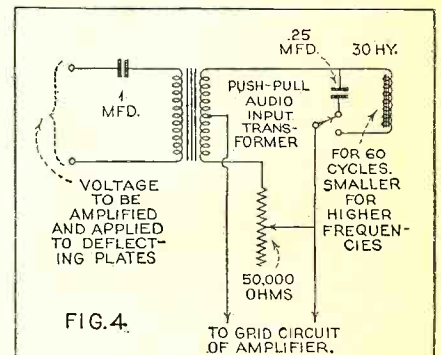 .25
MFD.
30 HY.
1
MFD.
PUSH-PULL
AUDIO
INPUT
TRANS-
FORMER
VOLTAGE
TO BE
AMPLIFIED
AND APPLIED
TO DEFLECT-
ING PLATES
FOR 60
CYCLES.
SMALLER
FOR
HIGHER
FREQUEN-
CIES
50,000
OHMS
FIG.4.
TO GRID CIRCUIT
OF AMPLIFIER.